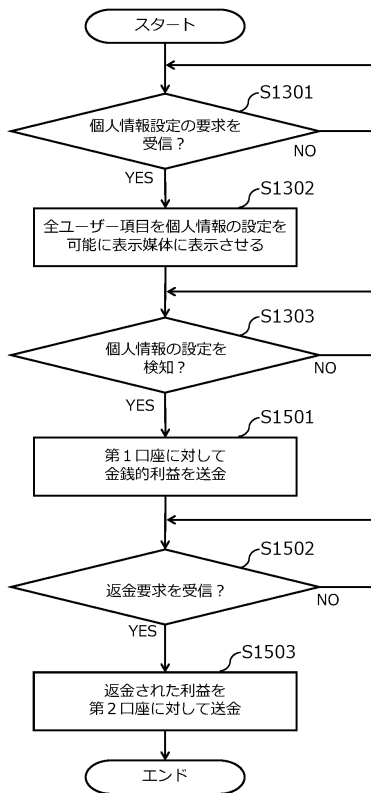 スタート
S1301
個人情報設定の要求を
受信？
NO
YES
S1302
全ユーザー項目を個人情報の設定を
可能に表示媒体に表示させる
S1303
個人情報の設定を
検知？
NO
YES
S1501
第１口座に対して
金銭的利益を送金
S1502
返金要求を受信？
NO
YES
S1503
返金された利益を
第２口座に対して送金
エンド